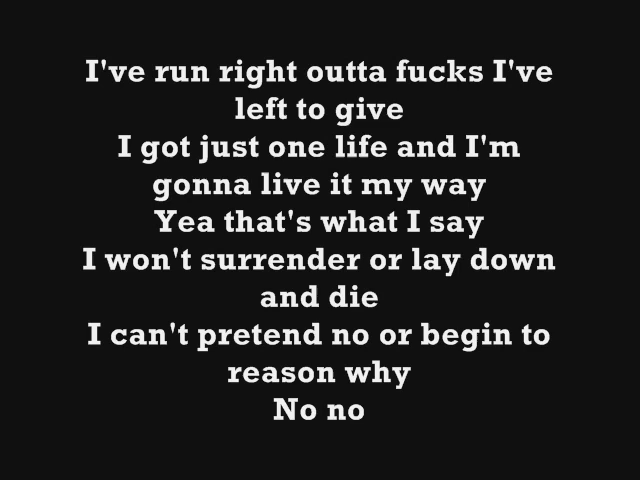 I've run right outta fucks I've
left to give
I got just one life and I'm
gonna live it my way
Yea that's what I say
I won't surrender or lay down
and die
I can't pretend no or begin to
reason why
No no